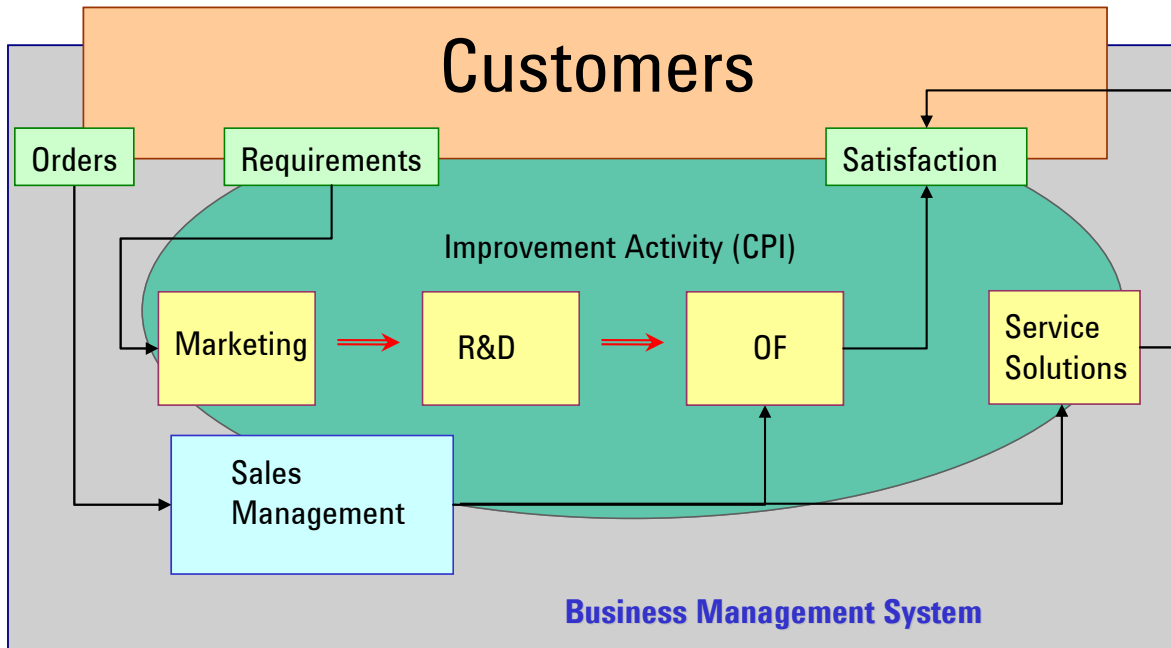 Customers
Orders
Requirements
Satisfaction
Improvement Activity (CPI)
Marketing
R&D
OF
Service
Solutions
Sales
Management
Business Management System